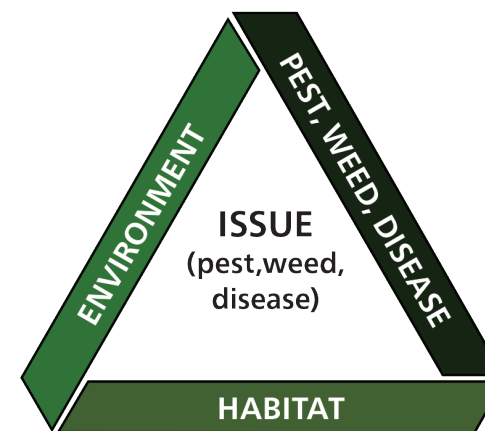 PEST, WEED, DISEASE
ENVIRONMENT
ISSUE
(pest,weed,
disease)
HABITAT